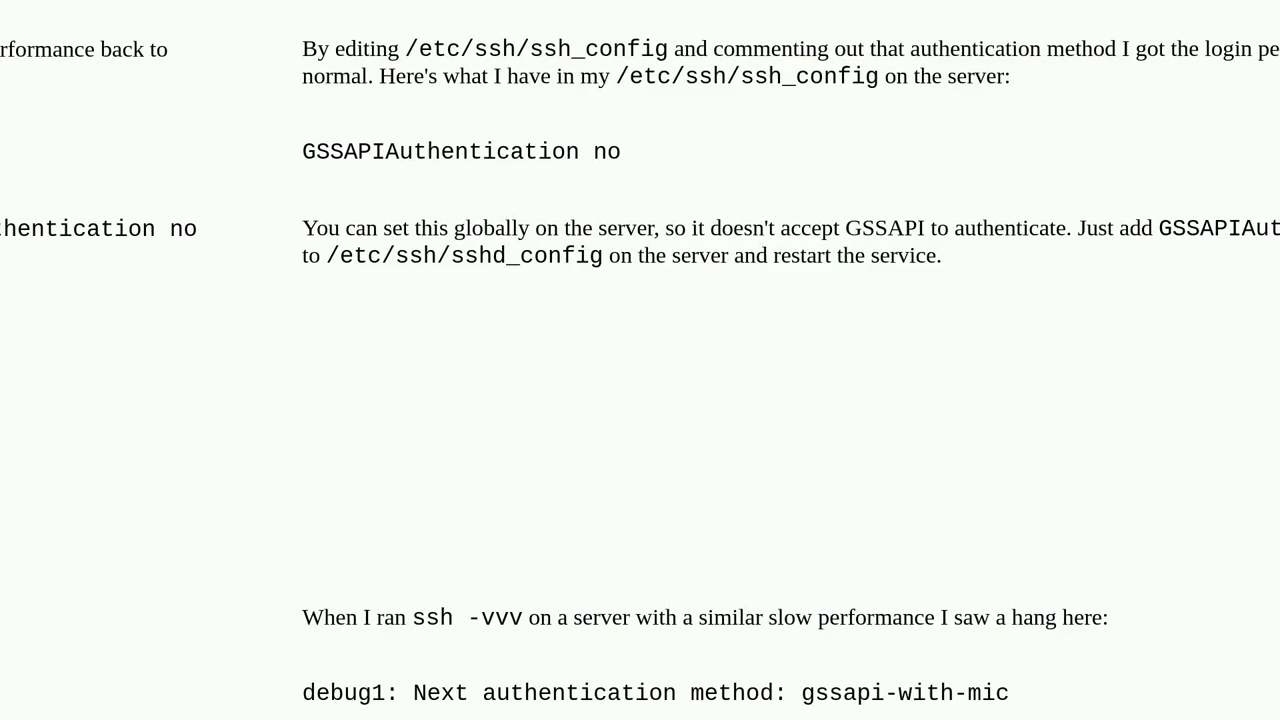 rformance back to
By editing /etc/ssh/ssh_config and commenting out that authentication method I got the login pe
normal. Here's what I have in my /etc/ssh/ssh_config on the server:
GSSAPIAuthentication no
hentication no
You can set this globally on the server, so it doesn't accept GSSAPI to authenticate. Just add GSSAPIAut
to /etc/ssh/sshd_config on the server and restart the service.
When I ran ssh -vvv on a server with a similar slow performance I saw a hang here:
debug1: Next authentication method: gssapi-with-mic